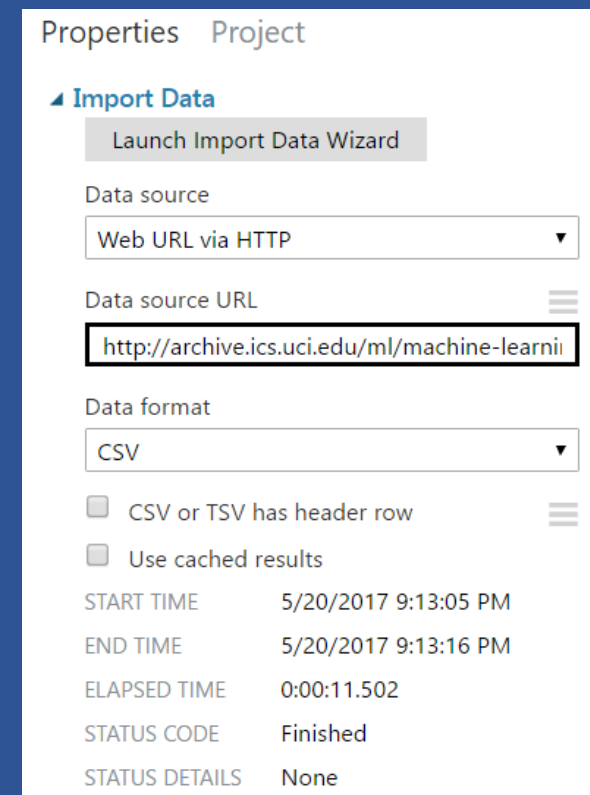 Properties Project
Import Data
Launch Import Data Wizard
Data source
Web URL via HTTP
Data source URL
http://archive.ics.uci.edu/ml/machine-learni
Data format
CSV
CSV or TSV has header row
Use cached results
START TIME 5/20/2017 9:13:05 PM
END TIME 5/20/2017 9:13:16 PM
ELAPSED TIME 0:00:11.502
STATUS CODE Finished
STATUS DETAILS None